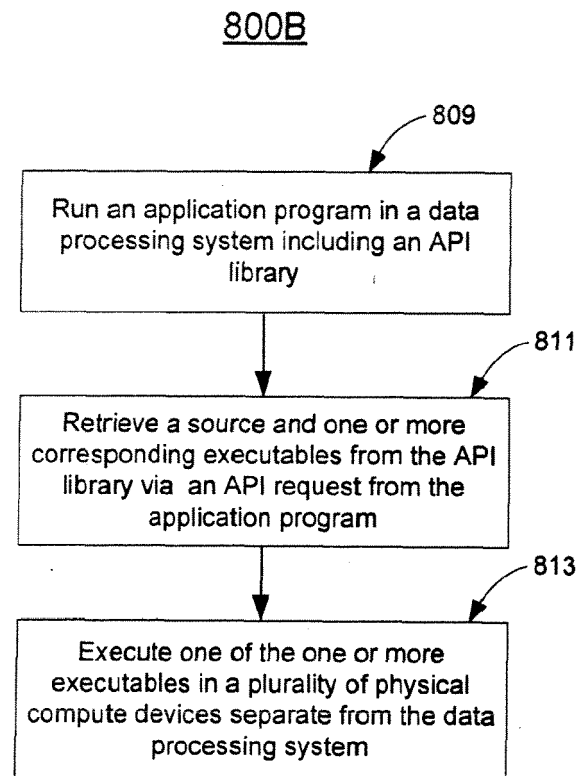 800B
809
Run an application program in a data
processing system including an API
library
811
Retrieve a source and one or more
corresponding executables from the API
library via an API request from the
application program
813
Execute one of the one or more
executables in a plurality of physical
compute devices separate from the data
processing system